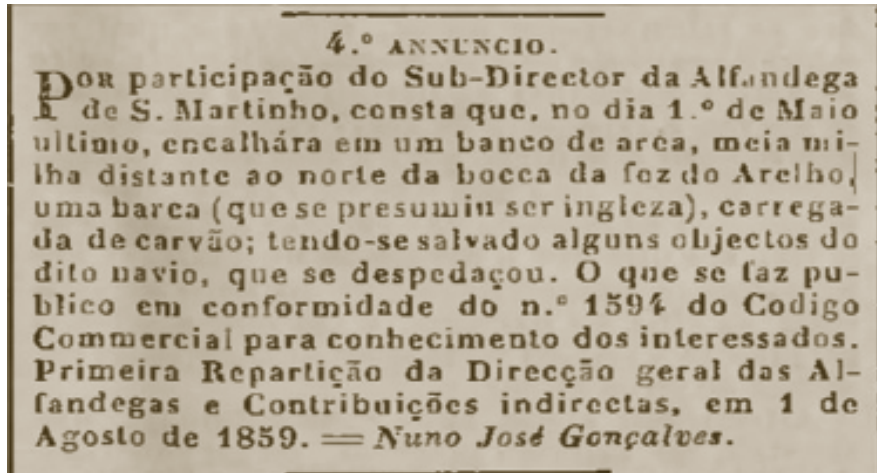 4.º ANNUNCIO.
POR participação do Sub-Director da Alfandega
de S. Martinho, consta que, no dia 1.º de Maio
ultimo, encalhára em um banco de area, meia mi-
lha distante ao norte da bocca da foz do Arelho,
uma barca (que se presumiu ser ingleza), carrega-
da de carvão; tendo-se salvado alguns objectos do
dito navio, que se despedaçou. O que se faz pu-
blico em conformidade do n.º 1594 do Codigo
Commercial para conhecimento dos interessados.
Primeira Repartição da Direcção geral das Al-
fandegas e Contribuições indirectas, em 1 de
Agosto de 1859. = Nuno José Gonçalves.